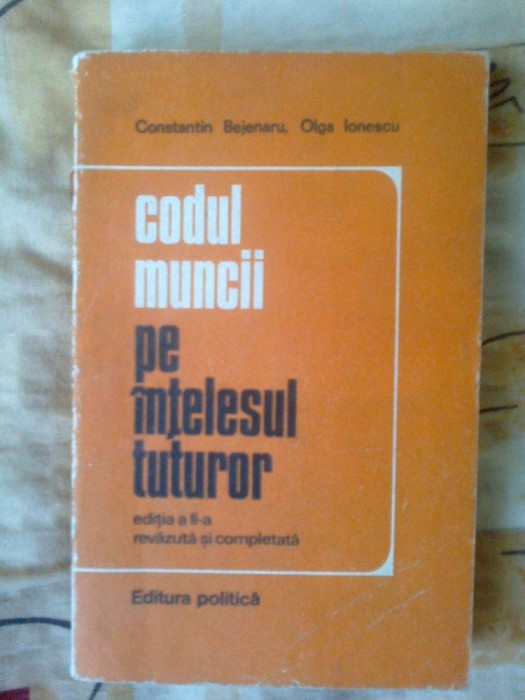 Constantin Bejenaru, Olga Ionescu
codul
muncii
pe
înțelesul
tuturor
ediția a II-a
revăzută și completată
Editura politică